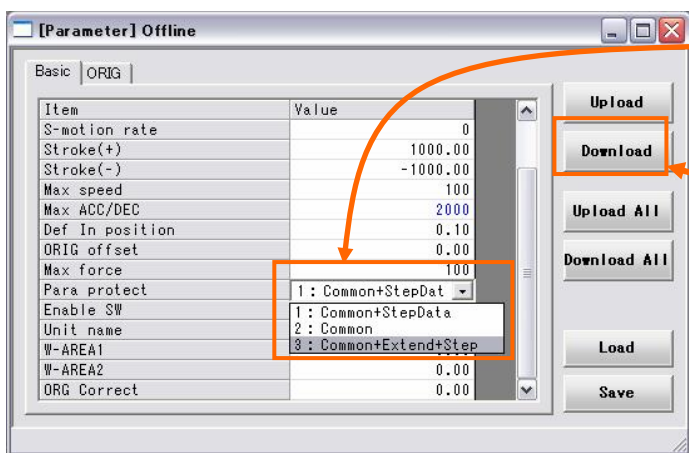 [Parameter] Offline
Basic ORIG
Item Value
S-motion rate 0
Stroke(+) 1000.00
Stroke(-) -1000.00
Max speed 100
Max ACC/DEC 2000
Def In position 0.10
ORIG offset 0.00
Max force 100
Para protect 1:Common+StepDat
Enable SW 1:Common+StepData
Unit name 2:Common
W-AREA1 3:Common+Extend+Step
W-AREA2 0.00
ORG Correct 0.00
Upload
Download
Upload All
Download All
Load
Save